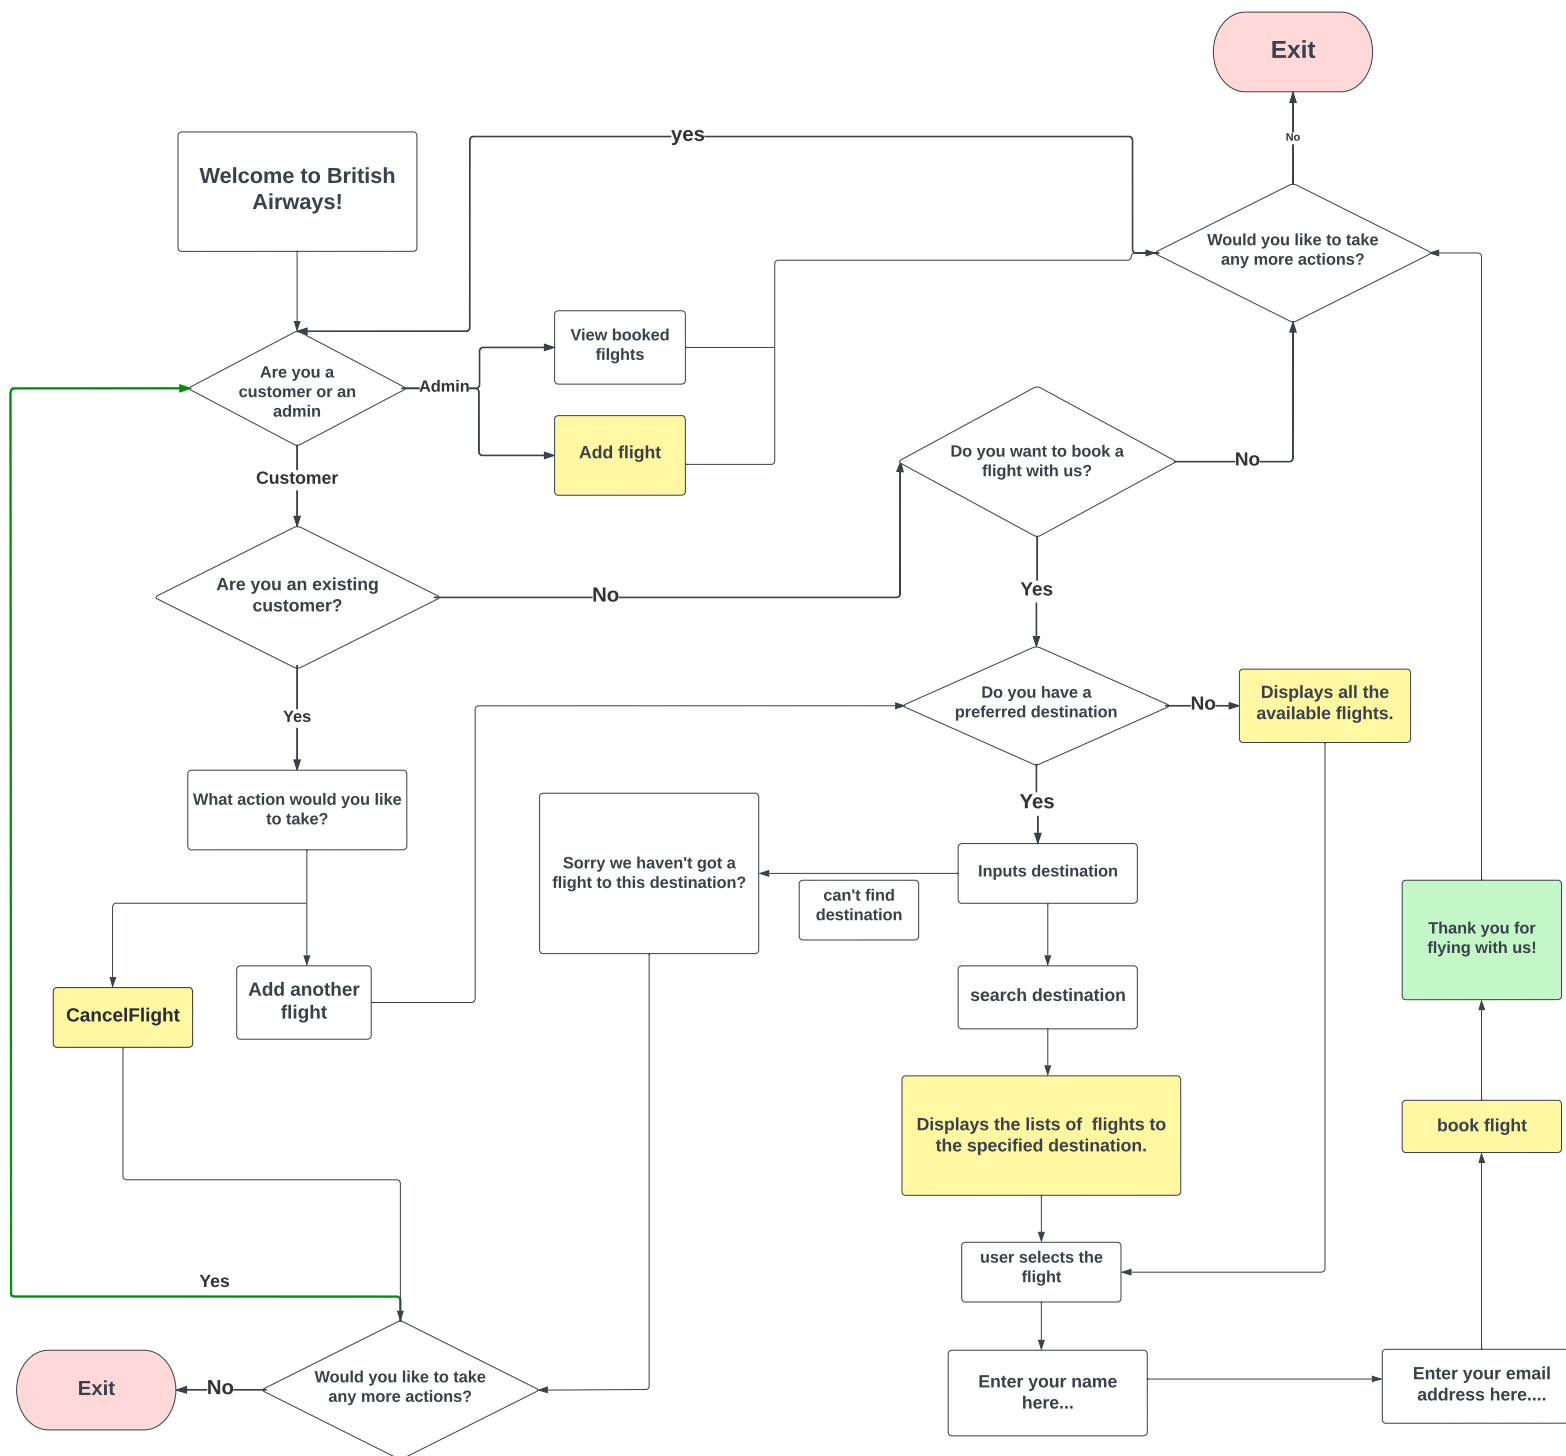 Exit
yes
No
Welcome to British
Airways!
Would you like to take
any more actions?
View booked
filghts
Are you a
customer or an
admin
Admin
Add flight
Do you want to book a
flight with us?
No
Customer
Are you an existing
customer?
No
Yes
Yes
Do you have a
preferred destination
No
Displays all the
available flights.
What action would you like
to take?
Yes
Sorry we haven't got a
flight to this destination?
Inputs destination
can't find
destination
Thank you for
flying with us!
Add another
flight
search destination
CancelFlight
Displays the lists of  flights to
the specified destination.
book flight
user selects the
flight
Yes
Would you like to take
any more actions?
No
Exit
Enter your name
here...
Enter your email
address here....